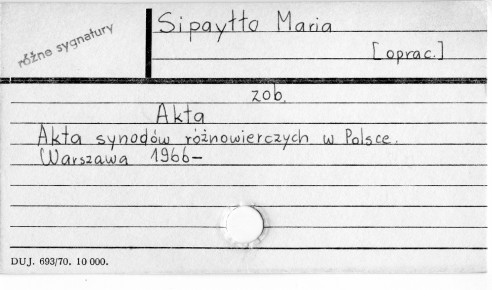 Sipayłło Maria
różne sygnatury
[oprac.]
zob.
Akta
Akta synodów różnowierczych w Polsce.
Warszawa 1966-
DUJ. 693/70. 10 000.